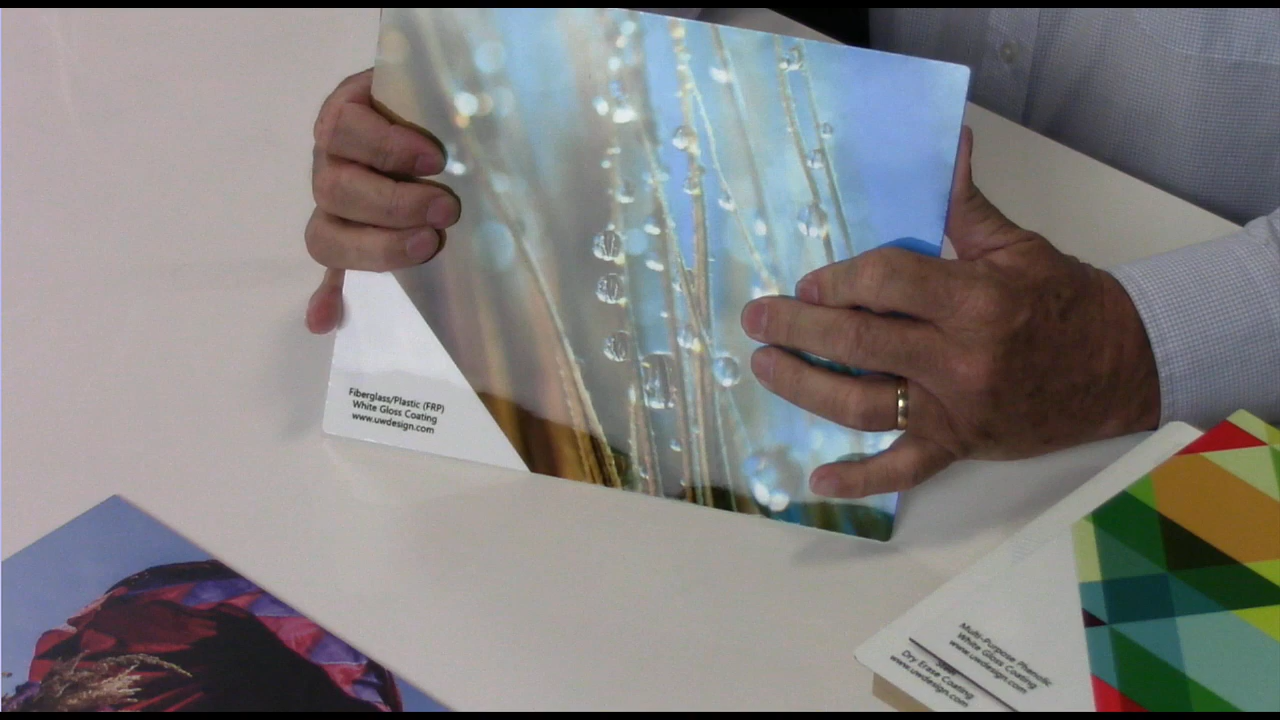 Fiberglass/Plastic (FRP)
White Gloss Coating
www.uwdesign.com
Multi-Purpose Phenolic
White Gloss Coating
www.uwdesign.com
Dry Erase Coating
www.uwdesign.com